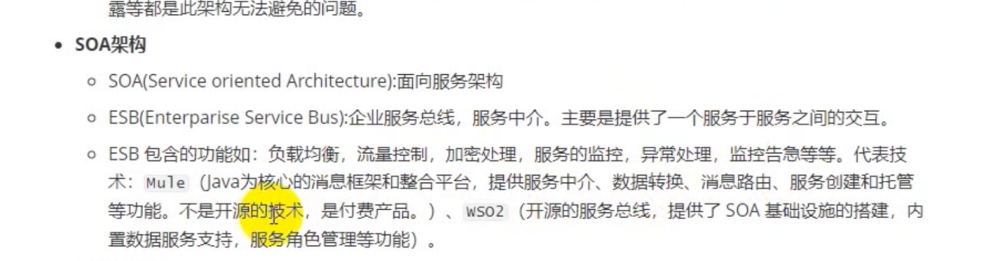 露等都是此架构无法避免的问题。
SOA架构
SOA(Service oriented Architecture):面向服务架构
ESB(Enterparise Service Bus):企业服务总线，服务中介。主要是提供了一个服务于服务之间的交互。
ESB 包含的功能如：负载均衡，流量控制，加密处理，服务的监控，异常处理，监控告急等等。代表技
术：Mule（Java为核心的消息框架和整合平台，提供服务中介、数据转换、消息路由、服务创建和托管
等功能。不是开源的技术，是付费产品。）、WSO2（开源的服务总线，提供了 SOA 基础设施的搭建，内
置数据服务支持，服务角色管理等功能）。